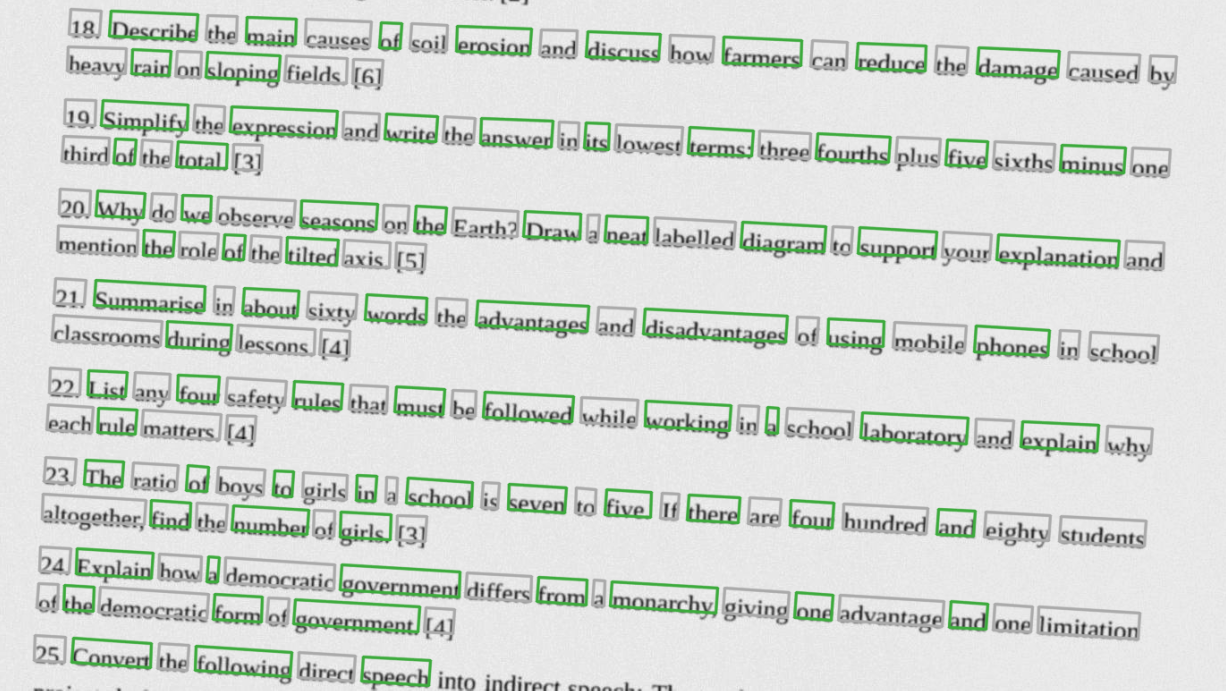 18. Describe the main causes of soil erosion and discuss how farmers can reduce the damage caused by
heavy rain on sloping fields. [6]
19. Simplify the expression and write the answer in its lowest terms: three fourths plus five sixths minus one
third of the total. [3]
20. Why do we observe seasons on the Earth? Draw a neat labelled diagram to support your explanation and
mention the role of the tilted axis. [5]
21. Summarise in about sixty words the advantages and disadvantages of using mobile phones in school
classrooms during lessons. [4]
22. List any four safety rules that must be followed while working in a school laboratory and explain why
each rule matters. [4]
23. The ratio of boys to girls in a school is seven to five. If there are four hundred and eighty students
altogether, find the number of girls. [3]
24. Explain how a democratic government differs from a monarchy, giving one advantage and one limitation
of the democratic form of government. [4]
25. Convert the following direct speech into indirect speech: